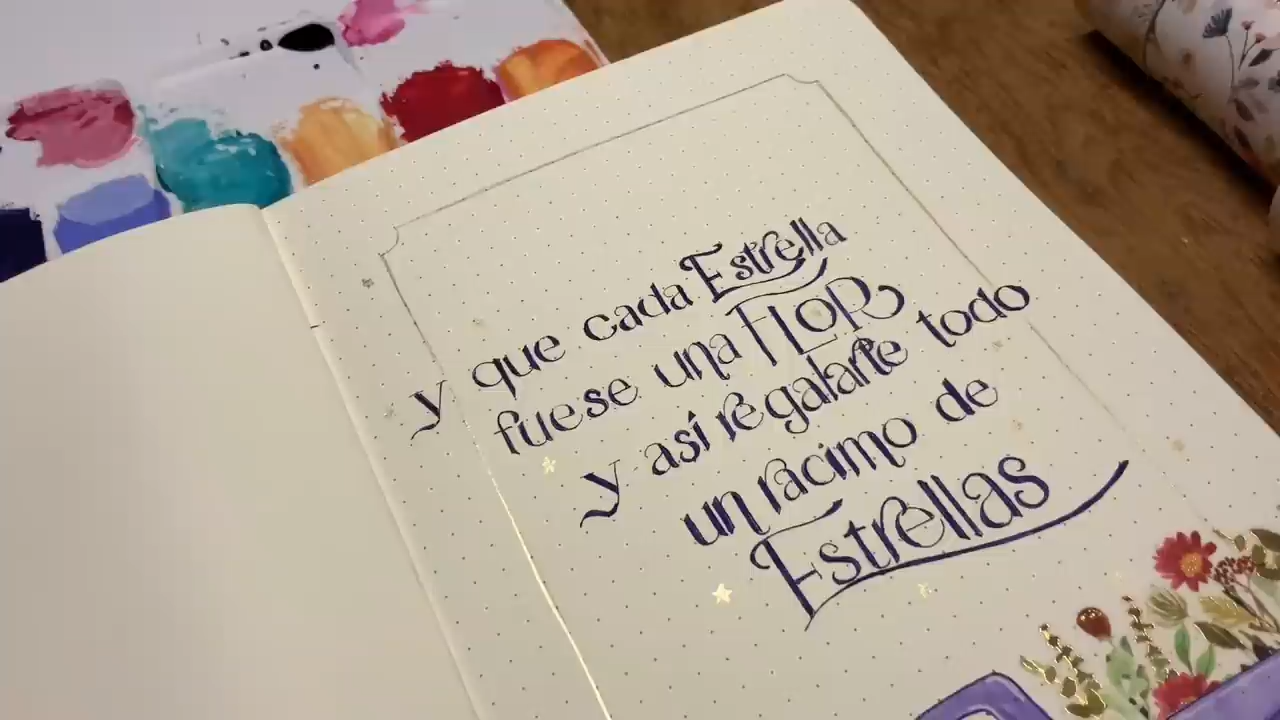 y que cada Estrella
fuese una FLOR
y así regalarte todo
un racimo de
Estrellas